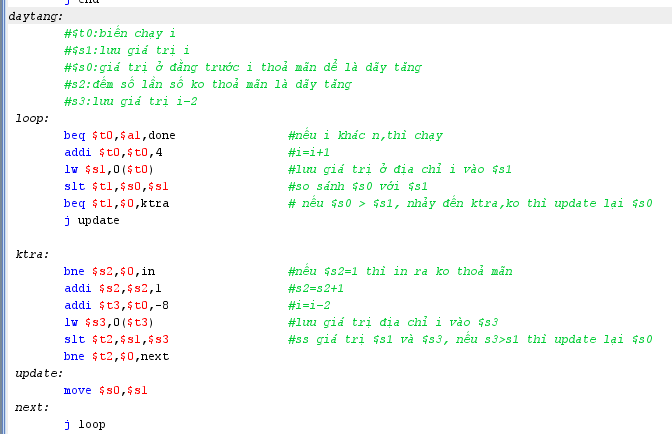 j end
daytang:
#$t0:biến chạy i
#$s1:lưu giá trị i
#$s0:giá trị ở đằng trước i thoả mãn để là dãy tăng
#s2:đếm số lần số ko thoả mãn là dãy tăng
#s3:lưu giá trị i-2
loop:
beq $t0,$a1,done #nếu i khác n,thì chạy
addi $t0,$t0,4 #i=i+1
lw $s1,0($t0) #lưu giá trị ở địa chỉ i vào $s1
slt $t1,$s0,$s1 #so sánh $s0 với $s1
beq $t1,$0,ktra # nếu $s0 > $s1, nhảy đến ktra,ko thì update lại $s0
j update
ktra:
bne $s2,$0,in #nếu $s2=1 thì in ra ko thoả mãn
addi $s2,$s2,1 #s2=s2+1
addi $t3,$t0,-8 #i=i-2
lw $s3,0($t3) #lưu giá trị địa chỉ i vào $s3
slt $t2,$s1,$s3 #ss giá trị $s1 và $s3, nếu s3>s1 thì update lại $s0
bne $t2,$0,next
update:
move $s0,$s1
next:
j loop